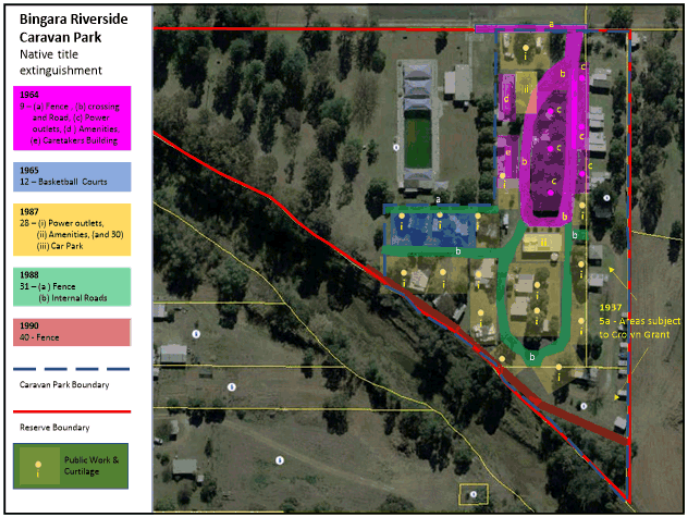 Bingara Riverside
Caravan Park
Native title
extinguishment
1964
9 – (a) Fence , (b) crossing
and Road, (c) Power
outlets, (d) Amenities,
(e) Caretakers Building
1965
12 – Basketball Courts
1987
28 – (i) Power outlets,
(ii) Amenities, (and 30)
(iii) Car Park
1988
31 – (a ) Fence
(b) Internal Roads
1990
40 - Fence
Caravan Park Boundary
Reserve Boundary
Public Work &
Curtilage
i
a
i
b
b
c
c
d
iii
c
c
e
b
c
c
c
i
b
a
i
i
i
b
b
b
ii
i
i
i
i
i
i
i
i
b
i
i
1937
5a - Areas subject
to Crown Grant